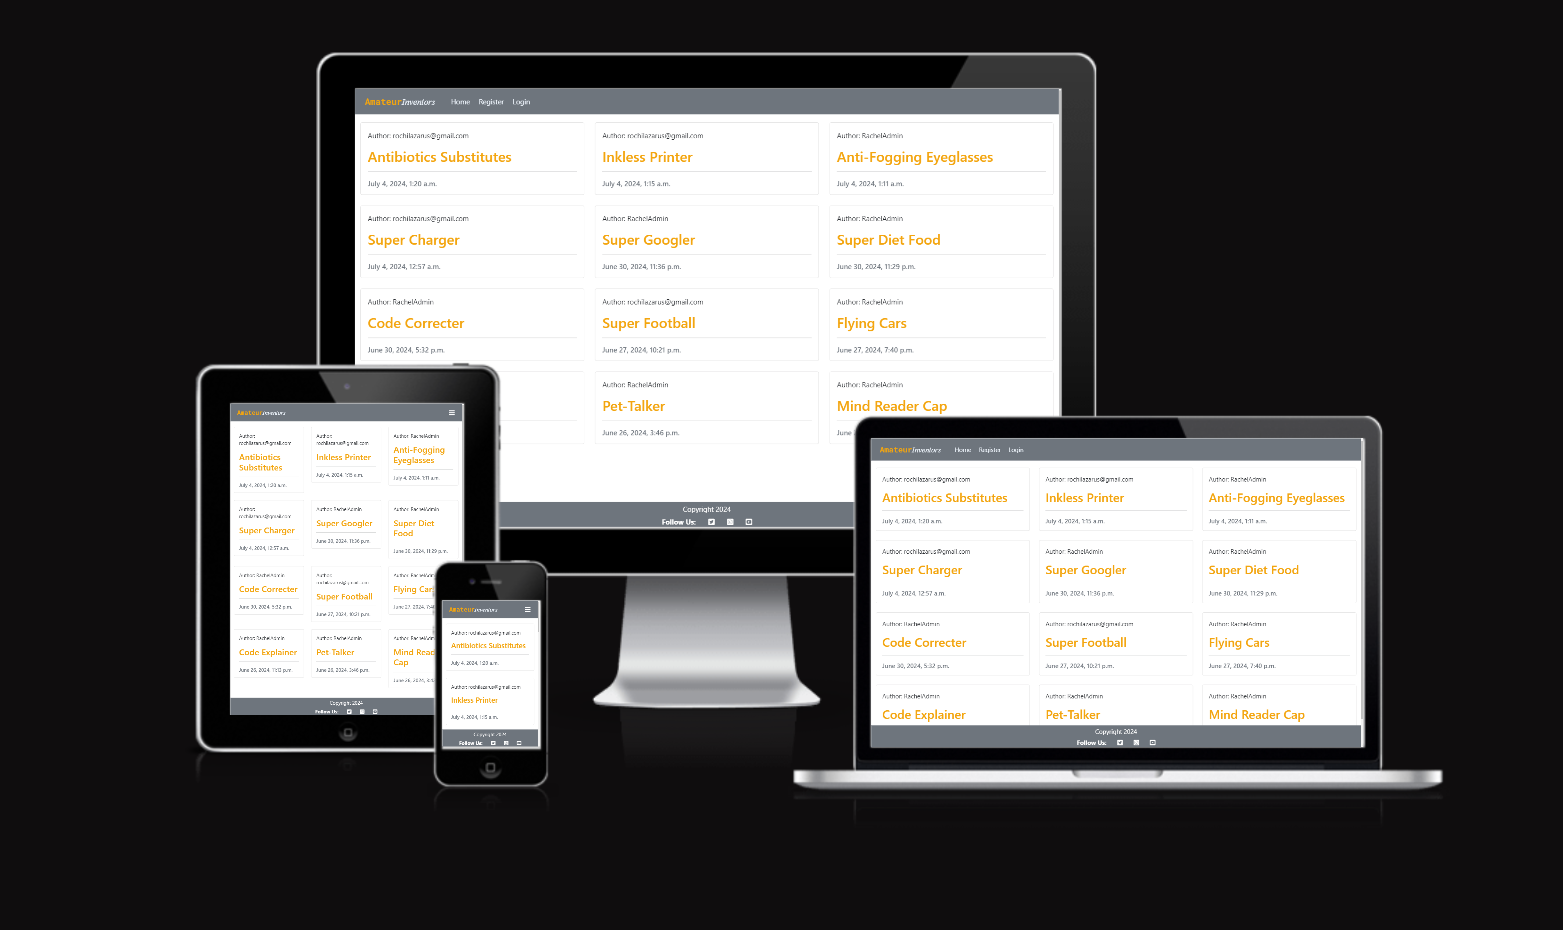 AmateurInventors Home Register Login
Author: rochilazarus@gmail.com
Antibiotics Substitutes
July 4, 2024, 1:20 a.m.
Author: rochilazarus@gmail.com
Inkless Printer
July 4, 2024, 1:15 a.m.
Author: RachelAdmin
Anti-Fogging Eyeglasses
July 4, 2024, 1:11 a.m.
Author: rochilazarus@gmail.com
Super Charger
July 4, 2024, 12:57 a.m.
Author: RachelAdmin
Super Googler
June 30, 2024, 11:36 p.m.
Author: RachelAdmin
Super Diet Food
June 30, 2024, 11:29 p.m.
Author: RachelAdmin
Code Correcter
June 30, 2024, 5:32 p.m.
Author: rochilazarus@gmail.com
Super Football
June 27, 2024, 10:21 p.m.
Author: RachelAdmin
Flying Cars
June 27, 2024, 7:40 p.m.
Author: RachelAdmin
Pet-Talker
June 26, 2024, 3:46 p.m.
Author: RachelAdmin
Mind Reader Cap
June
Copyright 2024
Follow Us:
AmateurInventors
Author:
rochilazarus@gmail.com
Antibiotics
Substitutes
July 4, 2024, 1:20 a.m.
Author:
rochilazarus@gmail.com
Inkless Printer
July 4, 2024, 1:15 a.m.
Author: RachelAdmin
Anti-Fogging
Eyeglasses
July 4, 2024, 1:11 a.m.
Author:
rochilazarus@gmail.com
Super Charger
July 4, 2024, 12:57 a.m.
Author: RachelAdmin
Super Googler
June 30, 2024, 11:36 p.m.
Author: RachelAdmin
Super Diet
Food
June 30, 2024, 11:29 p.m.
Author: RachelAdmin
Code Correcter
June 30, 2024, 5:32 p.m.
Author:
rochilazarus@gmail.com
Super Football
June 27, 2024, 10:21 p.m.
Author: RachelAdm
Flying Car
June 27, 2024, 7:4
Author: RachelAdmin
Code Explainer
Author: RachelAdmin
Pet-Talker
June 26, 2024, 3:46 p.m.
Author: RachelAdm
Mind Read
Cap
June 26, 2024, 3:4
Copyright 2024
Follow Us:
AmateurInventors
Author: rochilazarus@gmail.com
Antibiotics Substitutes
July 4, 2024, 1:20 a.m.
Author: rochilazarus@gmail.com
Inkless Printer
July 4, 2024, 1:15 a.m.
Copyright 2024
Follow Us:
AmateurInventors Home Register Login
Author: rochilazarus@gmail.com
Antibiotics Substitutes
July 4, 2024, 1:20 a.m.
Author: rochilazarus@gmail.com
Inkless Printer
July 4, 2024, 1:15 a.m.
Author: RachelAdmin
Anti-Fogging Eyeglasses
July 4, 2024, 1:11 a.m.
Author: rochilazarus@gmail.com
Super Charger
July 4, 2024, 12:57 a.m.
Author: RachelAdmin
Super Googler
June 30, 2024, 11:36 p.m.
Author: RachelAdmin
Super Diet Food
June 30, 2024, 11:29 p.m.
Author: RachelAdmin
Code Correcter
June 30, 2024, 5:32 p.m.
Author: rochilazarus@gmail.com
Super Football
June 27, 2024, 10:21 p.m.
Author: RachelAdmin
Flying Cars
June 27, 2024, 7:40 p.m.
Author: RachelAdmin
Code Explainer
Author: RachelAdmin
Pet-Talker
Author: RachelAdmin
Mind Reader Cap
Copyright 2024
Follow Us: